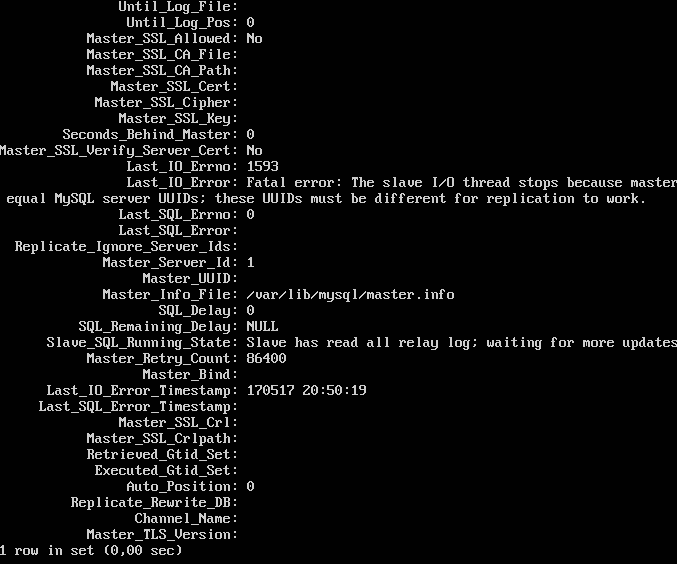 Until_Log_File:
Until_Log_Pos: 0
Master_SSL_Allowed: No
Master_SSL_CA_File:
Master_SSL_CA_Path:
Master_SSL_Cert:
Master_SSL_Cipher:
Master_SSL_Key:
Seconds_Behind_Master: 0
Master_SSL_Verify_Server_Cert: No
Last_IO_Errno: 1593
Last_IO_Error: Fatal error: The slave I/O thread stops because master
equal MySQL server UUIDs; these UUIDs must be different for replication to work.
Last_SQL_Errno: 0
Last_SQL_Error:
Replicate_Ignore_Server_Ids:
Master_Server_Id: 1
Master_UUID:
Master_Info_File: /var/lib/mysql/master.info
SQL_Delay: 0
SQL_Remaining_Delay: NULL
Slave_SQL_Running_State: Slave has read all relay log; waiting for more updates
Master_Retry_Count: 86400
Master_Bind:
Last_IO_Error_Timestamp: 170517 20:50:19
Last_SQL_Error_Timestamp:
Master_SSL_Crl:
Master_SSL_Crlpath:
Retrieved_Gtid_Set:
Executed_Gtid_Set:
Auto_Position: 0
Replicate_Rewrite_DB:
Channel_Name:
Master_TLS_Version:
1 row in set (0,00 sec)